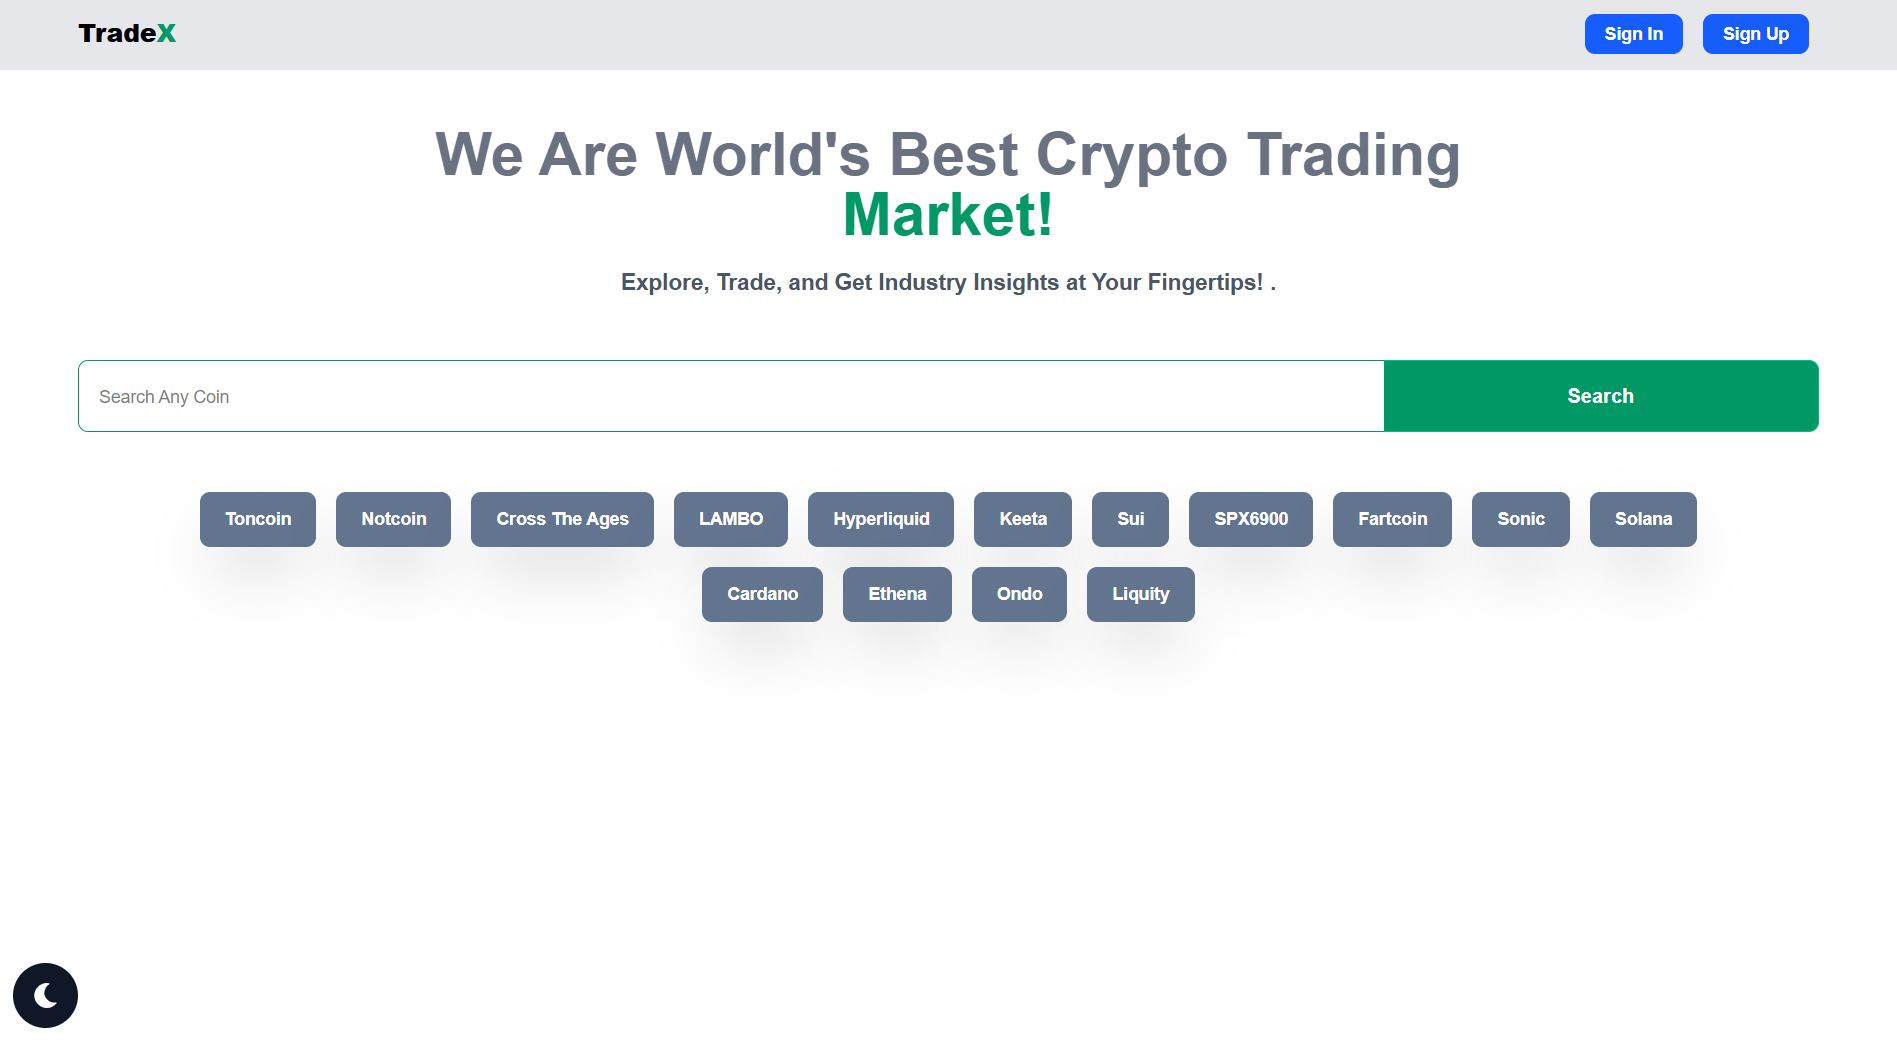 TradeX
Sign In
Sign Up
We Are World's Best Crypto Trading
Market!
Explore, Trade, and Get Industry Insights at Your Fingertips! .
Search Any Coin
Search
Toncoin
Notcoin
Cross The Ages
LAMBO
Hyperliquid
Keeta
Sui
SPX6900
Fartcoin
Sonic
Solana
Cardano
Ethena
Ondo
Liquity